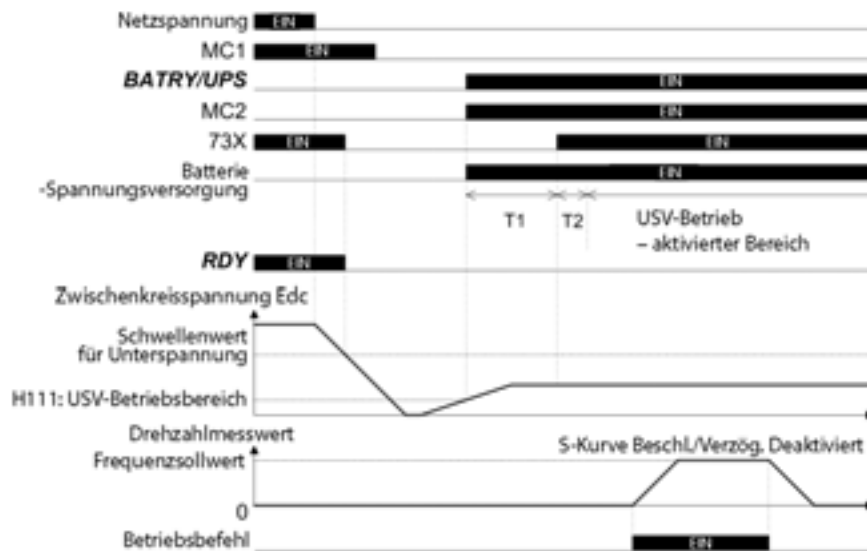 Netzspannung EIN
MC1 EIN
BATRY/UPS EIN
MC2 EIN
73X EIN EIN
Batterie
-Spannungsversorgung EIN
T1 T2 USV-Betrieb
– aktivierter Bereich
RDY EIN
Zwischenkreisspannung Edc
Schwellenwert
für Unterspannung
H111: USV-Betriebsbereich
Drehzahlmesswert
Frequenzsollwert S-Kurve Beschl./Verzög. Deaktiviert
0
Betriebsbefehl EIN